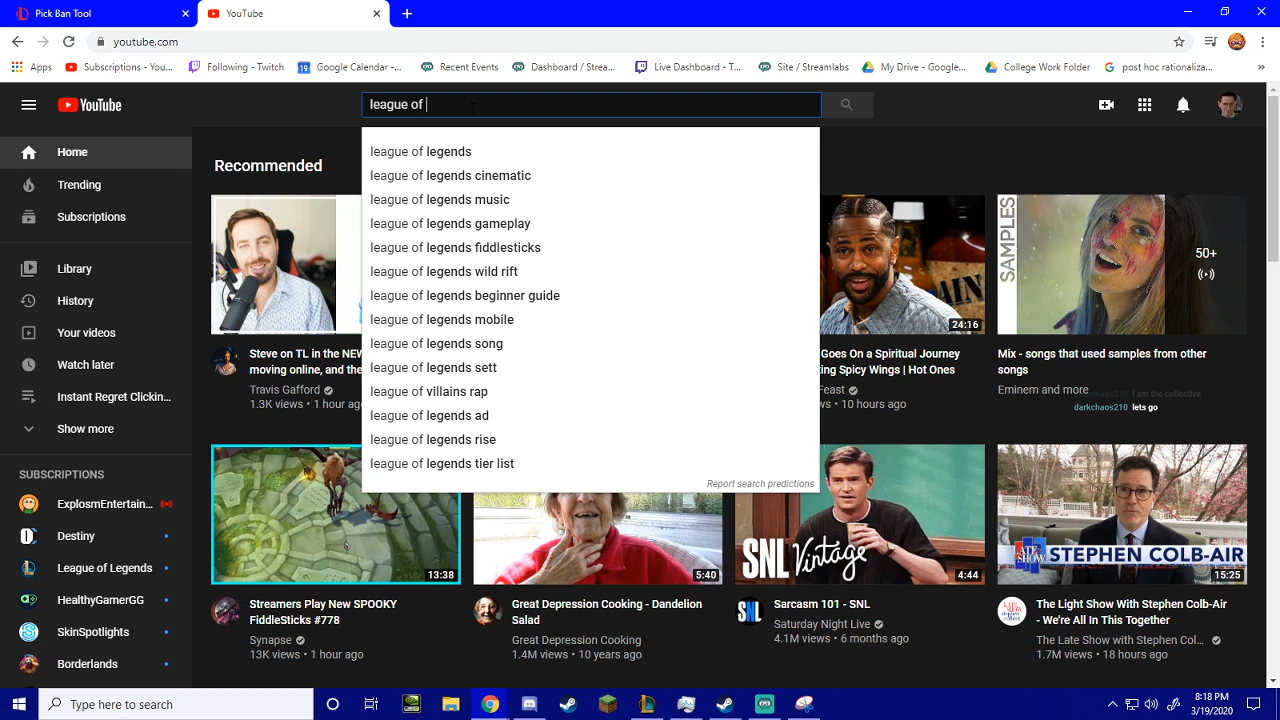 Pick Ban Tool
YouTube
youtube.com
Apps
Subscriptions - You...
Following - Twitch
19
Google Calendar -...
Recent Events
Dashboard / Strea...
Live Dashboard - T...
Site / Streamlabs
My Drive - Google...
College Work Folder
post hoc rationaliza...
YouTube
league of
league of legends
league of legends cinematic
league of legends music
league of legends gameplay
league of legends fiddlesticks
league of legends wild rift
league of legends beginner guide
league of legends mobile
league of legends song
league of legends sett
league of villains rap
league of legends ad
league of legends rise
league of legends tier list
Report search predictions
Home
Trending
Subscriptions
Library
History
Your videos
Watch later
Instant Regret Clickin...
Show more
SUBSCRIPTIONS
ExplosmEntertain...
Destiny
League of Legends
HealthyGamerGG
SkinSpotlights
Borderlands
Recommended
Steve on TL in the NEW
moving online, and the
Travis Gafford
1.3K views • 1 hour ago
24:16
Goes On a Spiritual Journey
ying Spicy Wings | Hot Ones
Feast
views • 10 hours ago
SAMPLES
50+
Mix - songs that used samples from other
songs
Eminem and more
darkchaos210 I am the collective
darkchaos210 lets go
13:38
Streamers Play New SPOOKY
FiddleSticks #778
Synapse
13K views • 1 hour ago
5:40
Great Depression Cooking - Dandelion
Salad
Great Depression Cooking
1.4M views • 10 years ago
SNL Vintage
4:44
SNL
Sarcasm 101 - SNL
Saturday Night Live
4.1M views • 6 months ago
LATE SHOW
STEPHEN COLB-AIR
15:25
The Light Show With Stephen Colb-Air
- We're All In This Together
The Late Show with Stephen Col...
1.7M views • 18 hours ago
Type here to search
8:18 PM
3/19/2020